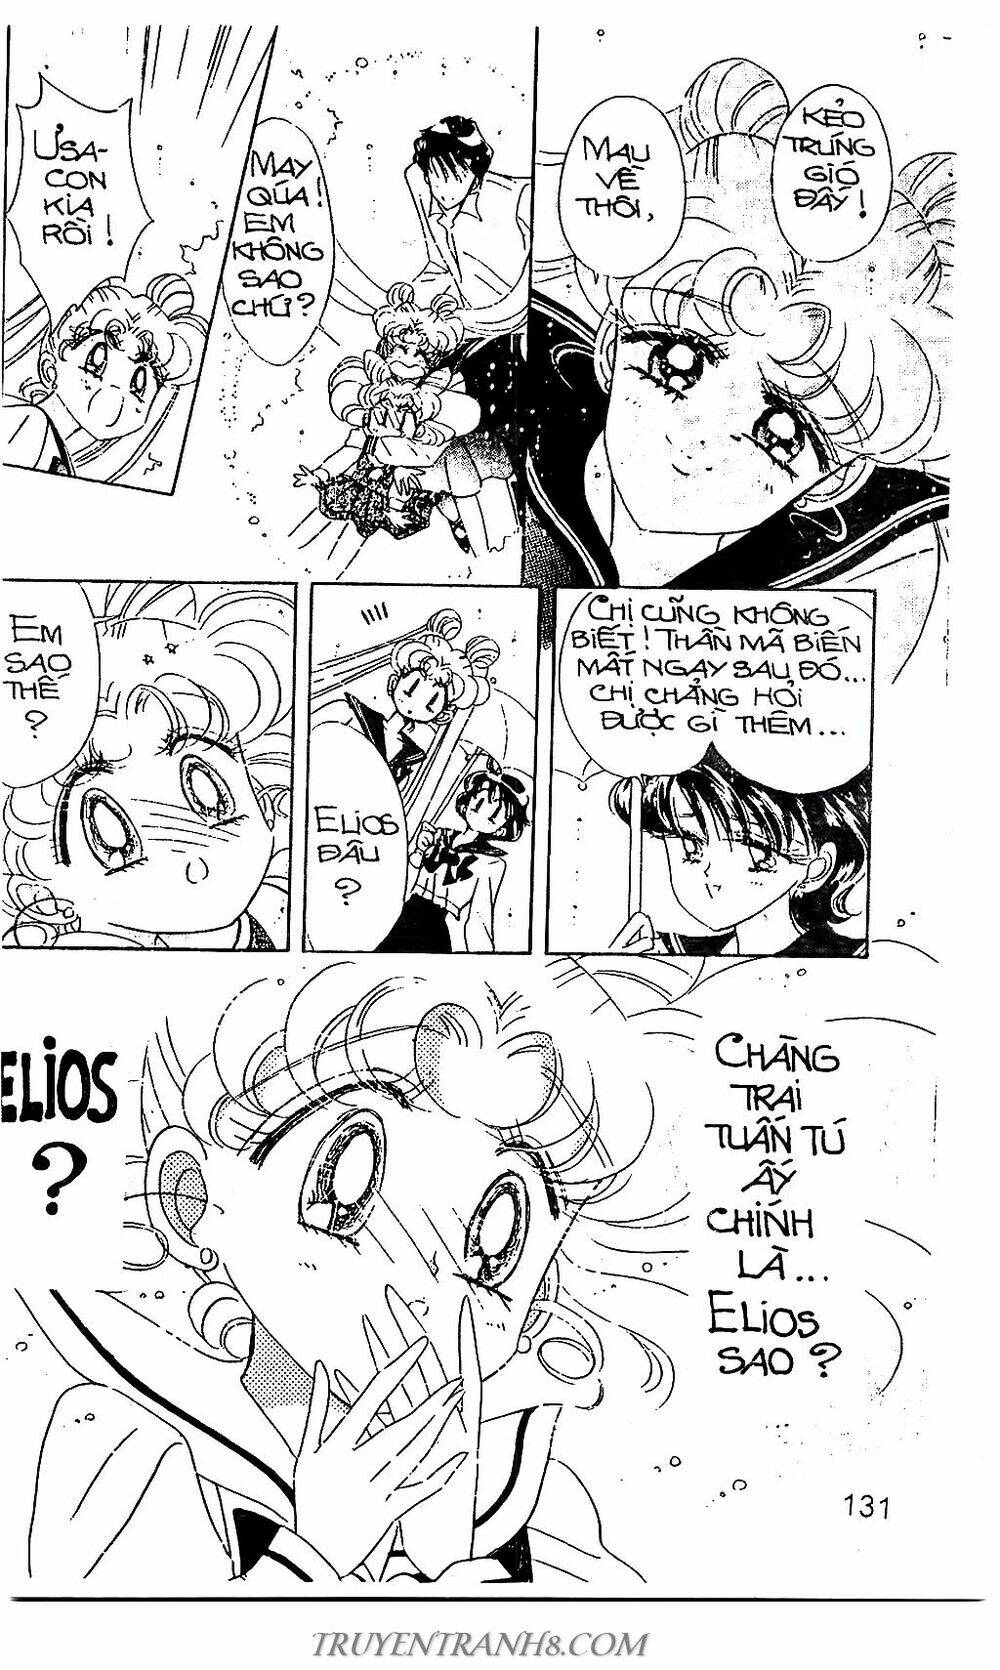 ƯSA-
CON
KIA
RỒI!
MAY
QÚA!
EM
KHÔNG
SAO
CHỨ?
MAU
VỀ
THÔI,
KẺO
TRÚNG
GIÓ
ĐẤY!
EM
SAO
THẾ
?
ELIOS
ĐÂU
?
CHỊ CŨNG KHÔNG
BIẾT! THẦN MÃ BIẾN
MẤT NGAY SAU ĐÓ...
CHỊ CHẲNG HỎI
ĐƯỢC GÌ THÊM...
ELIOS
?
CHÀNG
TRAI
TUẤN TÚ
ẤY
CHÍNH
LÀ...
ELIOS
SAO?
131
TRUYENTRANH8.COM